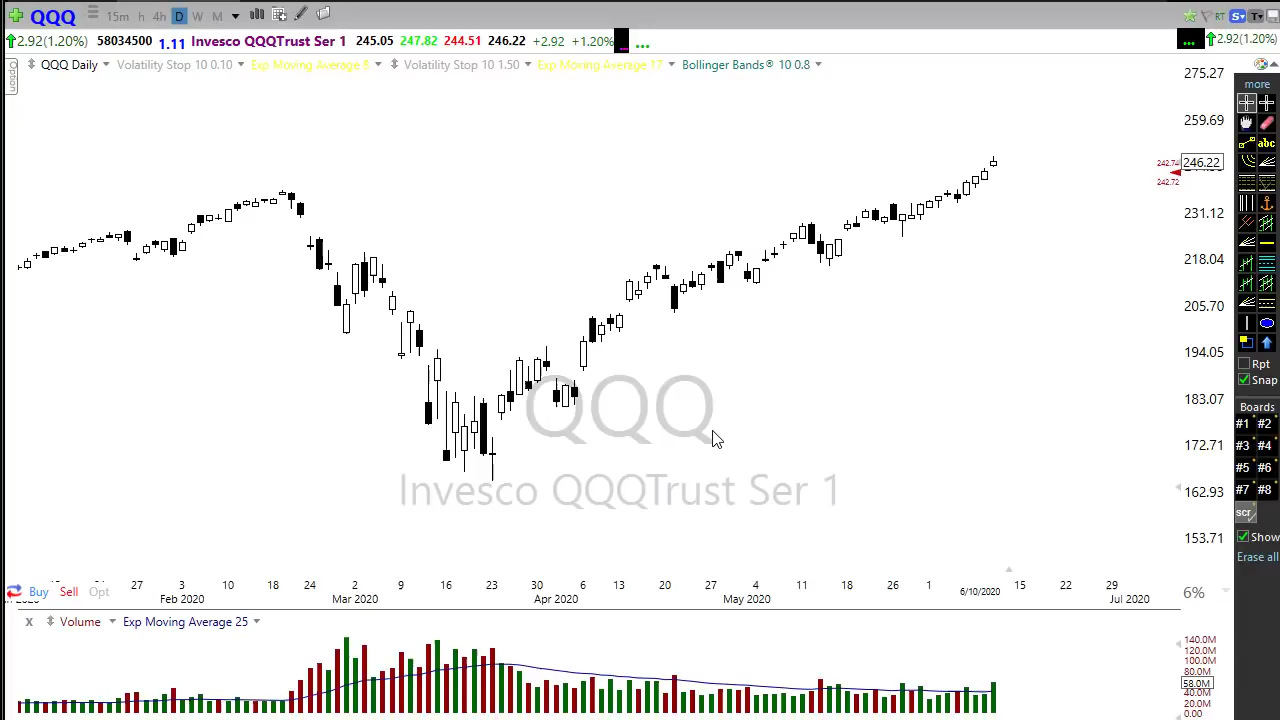 QQQ 15m h 4h D W M RT S T
2.92(1.20%) 58034500 1.11 Invesco QQQTrust Ser 1 245.05 247.82 244.51 246.22 +2.92 +1.20% ... ... 2.92(1.20%)
QQQ Daily Volatility Stop 10 0.10 Exp Moving Average 8 Volatility Stop 10 1.50 Exp Moving Average 17 Bollinger Bands® 10 0.8
Option
275.27
more
259.69
abc
242.74 246.22
242.72
231.12
218.04
205.70
194.05
Rpt
Snap
183.07
Boards
#1 #2
#3 #4
#5 #6
#7 #8
172.71
QQQ
Invesco QQQTrust Ser 1
162.93
scr
153.71
Show
Erase all
27 3 10 18 24 2 9 16 23 30 6 13 20 27 4 11 18 26 1 15 22 29
Buy Sell Opt Feb 2020 Mar 2020 Apr 2020 May 2020 6/10/2020 Jul 2020 6%
x Volume Exp Moving Average 25
140.0M
120.0M
100.0M
80.0M
58.0M
40.0M
20.0M
0.00